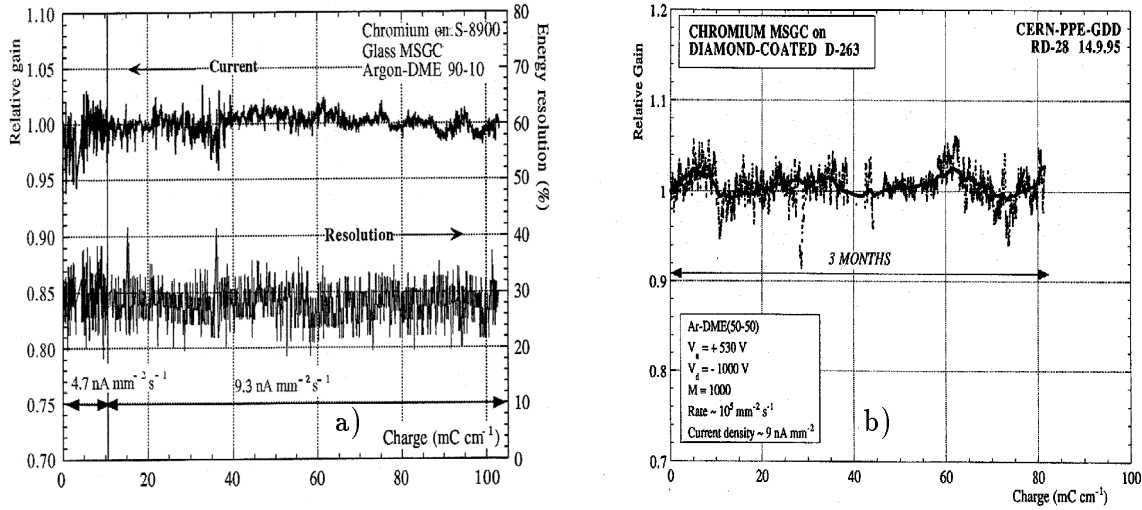 1.10
1.05
1.00
0.95
0.90
0.85
0.80
0.75
0.70
Relative gain
0
20
40
60
80
100
Charge (mC cm⁻¹)
80
70
60
50
40
30
20
10
0
Energy resolution (%)
Chromium on S-8900
Glass MSGC
Argon-DME 90-10
Current
Resolution
4.7 nA mm⁻² s⁻¹
9.3 nA mm⁻² s⁻¹
a)
1.2
1.1
1
0.9
0.8
0.7
Relative Gain
0
20
40
60
80
100
Charge (mC cm⁻¹)
CHROMIUM MSGC on
DIAMOND-COATED D-263
CERN-PPE-GDD
RD-28 14.9.95
3 MONTHS
Ar-DME(50-50)
Vₐ = + 530 V
V_d = - 1000 V
M = 1000
Rate ~ 10⁵ mm⁻² s⁻¹
Current density ~ 9 nA mm⁻²
b)